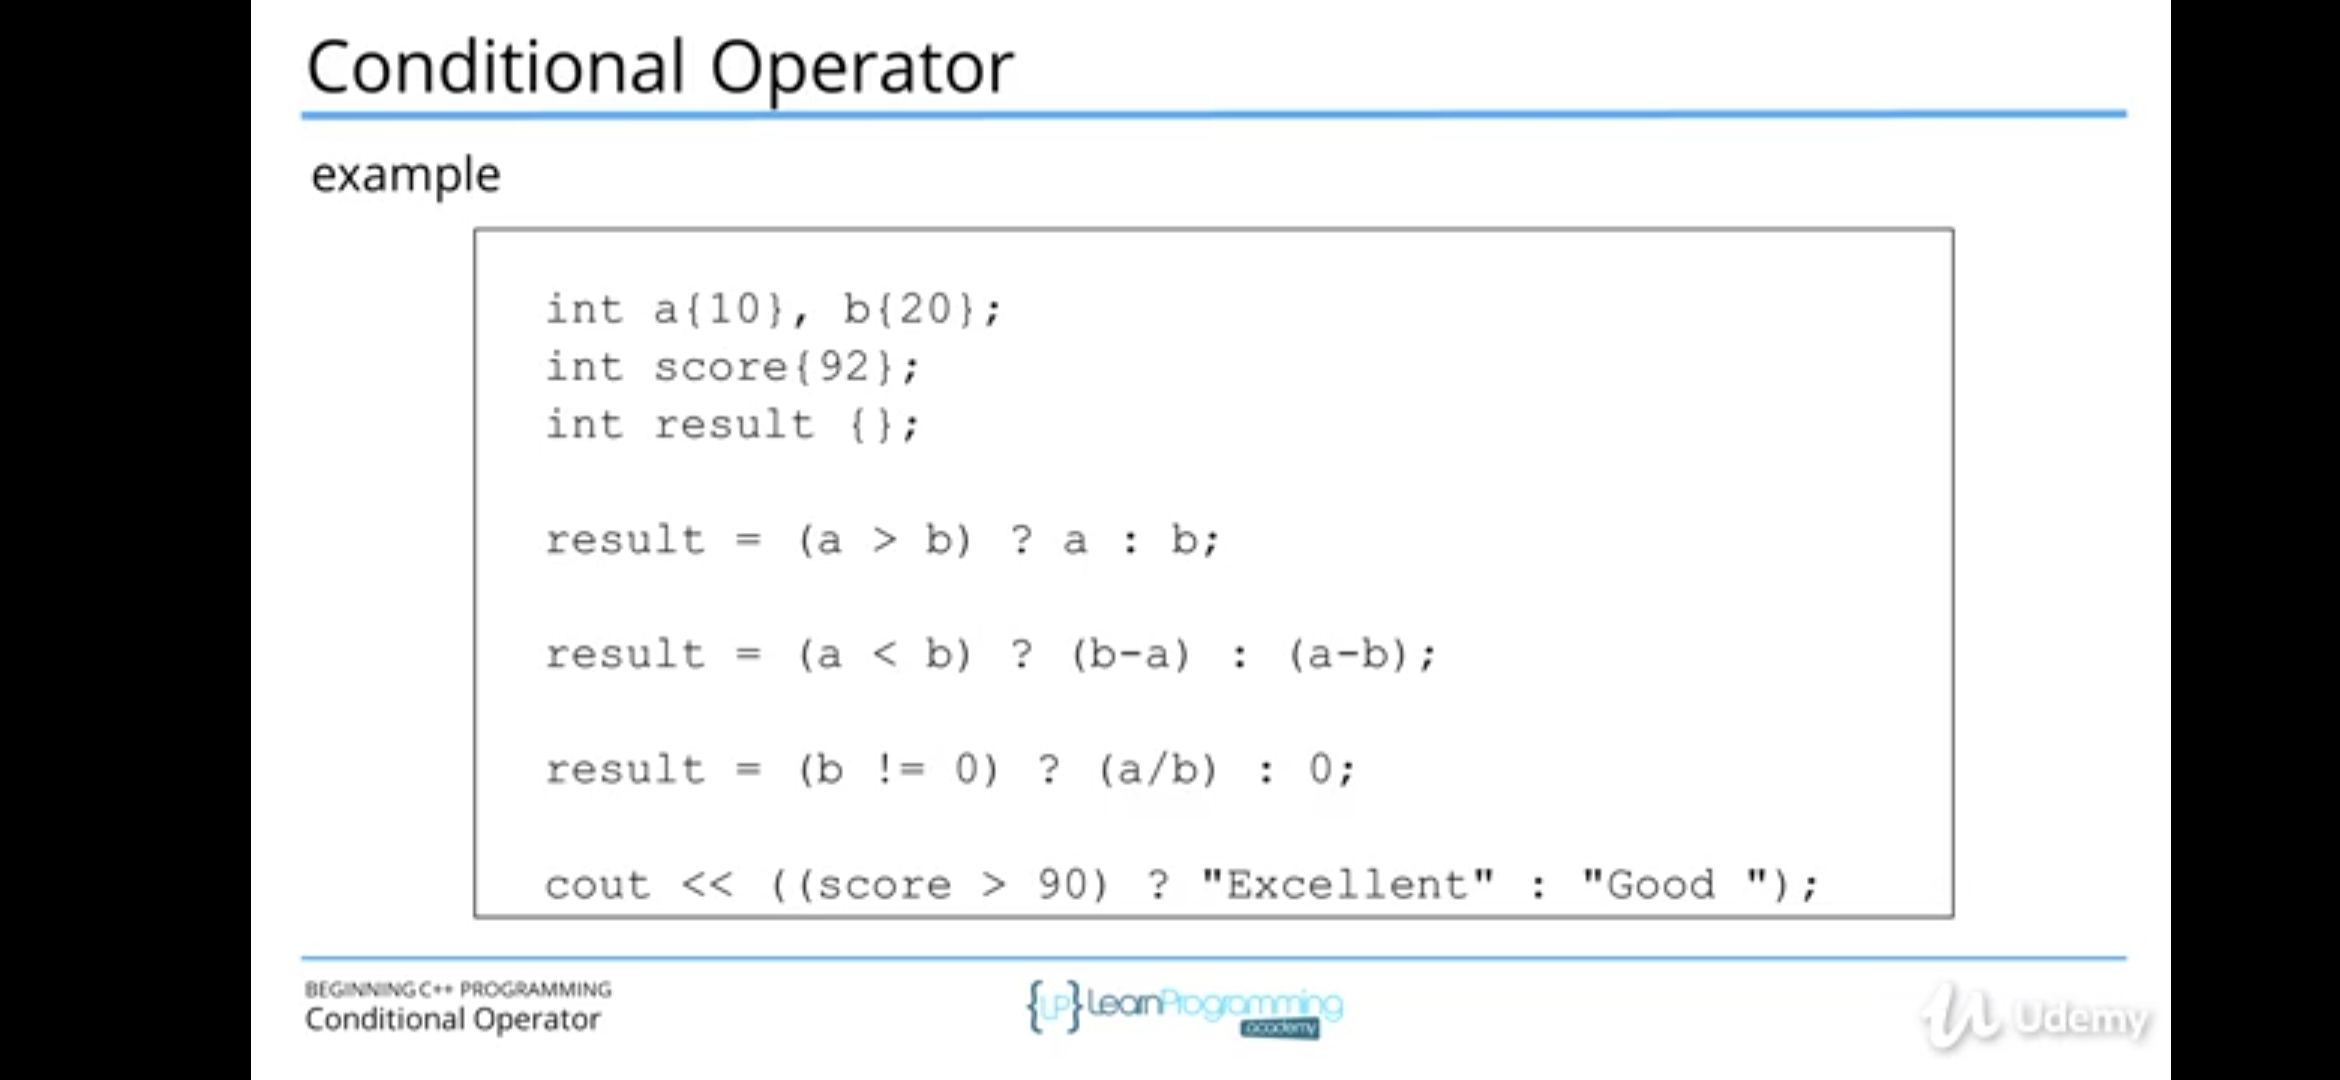 Conditional Operator
example
int a{10}, b{20};
int score{92};
int result {};
result = (a > b) ? a : b;
result = (a < b) ? (b-a) : (a-b);
result = (b != 0) ? (a/b) : 0;
cout << ((score > 90) ? "Excellent" : "Good ");
BEGINNING C++ PROGRAMMING
Conditional Operator
{LP} LearnProgramming
academy
Udemy